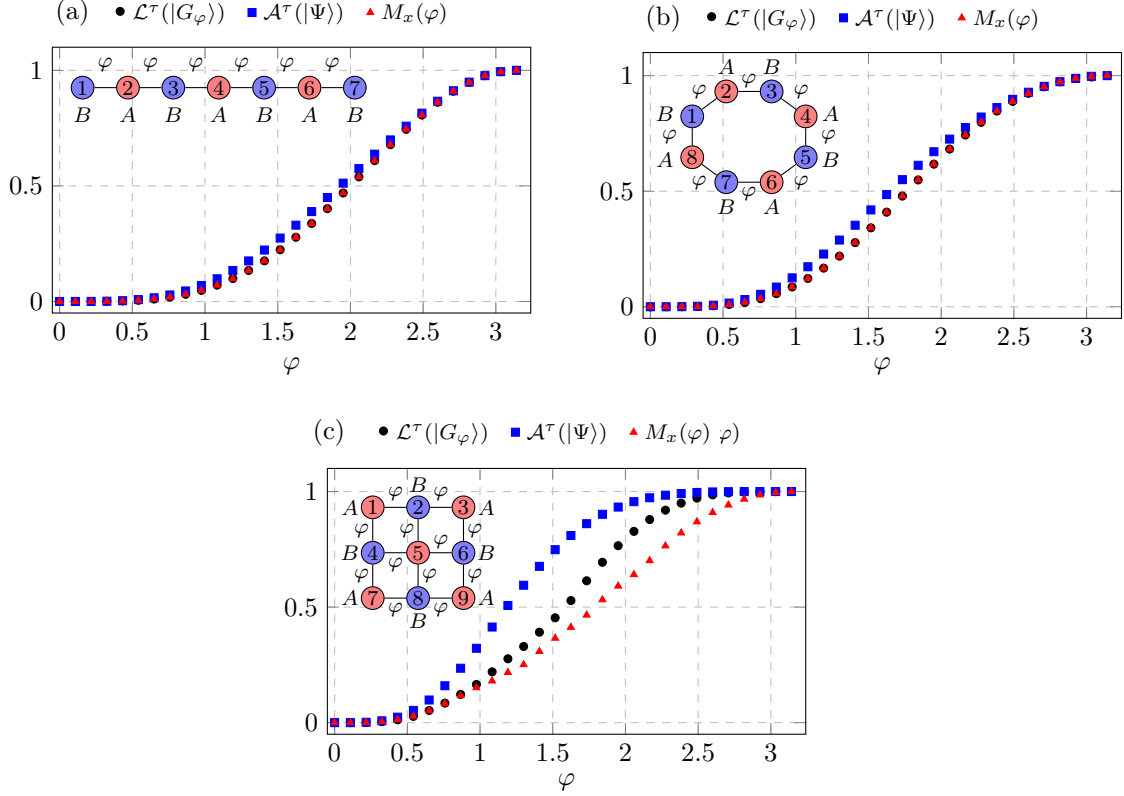 (a) ● 𝓛^τ(|G_φ⟩) ■ 𝓐^τ(|Ψ⟩) ▲ M_x(φ)
1
0.5
0
φ φ φ φ φ φ
1 2 3 4 5 6 7
B A B A B A B
0 0.5 1 1.5 2 2.5 3
φ
(b) ● 𝓛^τ(|G_φ⟩) ■ 𝓐^τ(|Ψ⟩) ▲ M_x(φ)
1
0.5
0
A B
φ 2 φ 3 φ
B 1 4 A
φ φ
A 8 5 B
φ 7 φ 6 φ
B A
0 0.5 1 1.5 2 2.5 3
φ
(c) ● 𝓛^τ(|G_φ⟩) ■ 𝓐^τ(|Ψ⟩) ▲ M_x(φ) φ)
1
0.5
0
B
A 1 φ 2 φ 3 A
φ φ φ
B 4 φ 5 φ 6 B
φ φ φ
A 7 φ 8 φ 9 A
B
0 0.5 1 1.5 2 2.5 3
φ